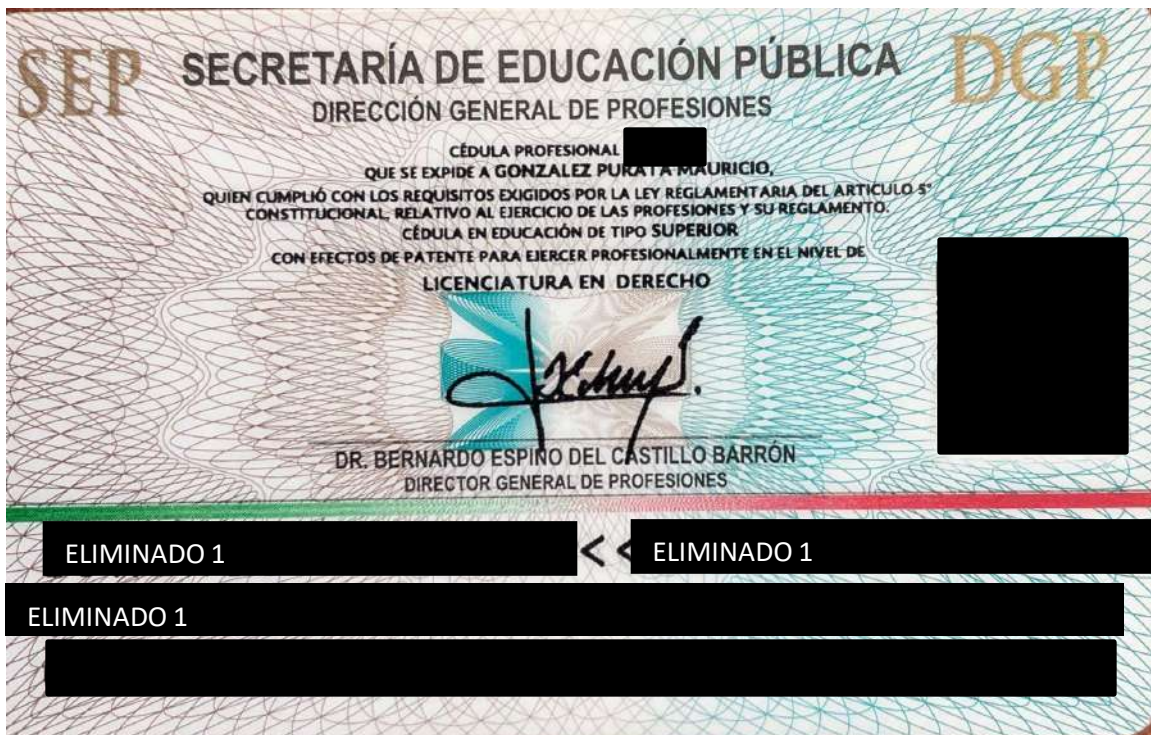 SEP SECRETARÍA DE EDUCACIÓN PÚBLICA DGP
DIRECCIÓN GENERAL DE PROFESIONES
CÉDULA PROFESIONAL
QUE SE EXPIDE A GONZALEZ PURATA MAURICIO,
QUIEN CUMPLIÓ CON LOS REQUISITOS EXIGIDOS POR LA LEY REGLAMENTARIA DEL ARTICULO 5°
CONSTITUCIONAL, RELATIVO AL EJERCICIO DE LAS PROFESIONES Y SU REGLAMENTO.
CÉDULA EN EDUCACIÓN DE TIPO SUPERIOR
CON EFECTOS DE PATENTE PARA EJERCER PROFESIONALMENTE EN EL NIVEL DE
LICENCIATURA EN DERECHO
DR. BERNARDO ESPINO DEL CASTILLO BARRÓN
DIRECTOR GENERAL DE PROFESIONES
ELIMINADO 1 << ELIMINADO 1
ELIMINADO 1